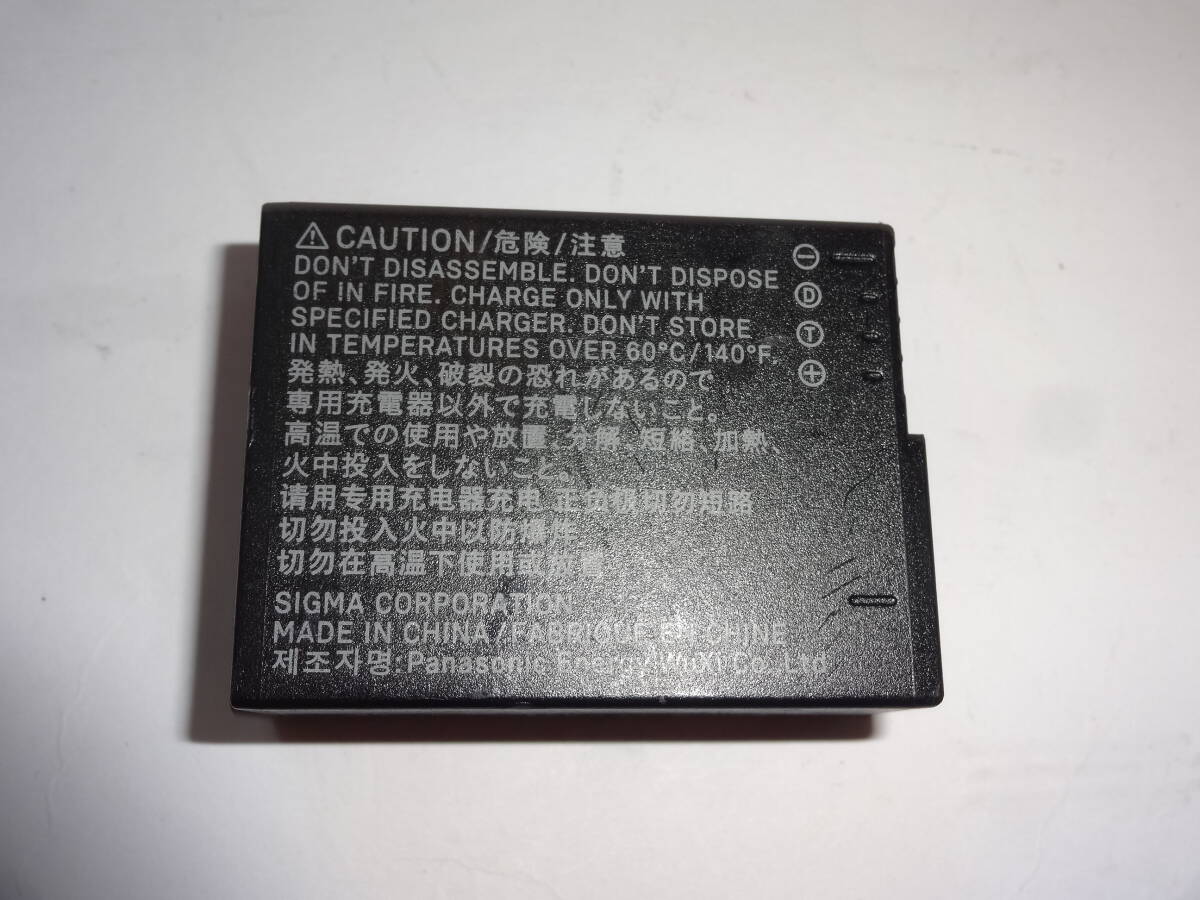 ⚠ CAUTION/危険/注意
DON'T DISASSEMBLE. DON'T DISPOSE
OF IN FIRE. CHARGE ONLY WITH
SPECIFIED CHARGER. DON'T STORE
IN TEMPERATURES OVER 60°C/140°F.
発熱、発火、破裂の恐れがあるので
専用充電器以外で充電しないこと。
高温での使用や放置、分解、短絡、加熱、
火中投入をしないこと。
请用专用充电器充电 正负极切勿短路
切勿投入火中以防爆炸
切勿在高温下使用或放置
SIGMA CORPORATION
MADE IN CHINA/FABRIQUE EN CHINE
제조자명: Panasonic Energy Wuxi Co., Ltd
⊖
Ⓓ
Ⓣ
⊕